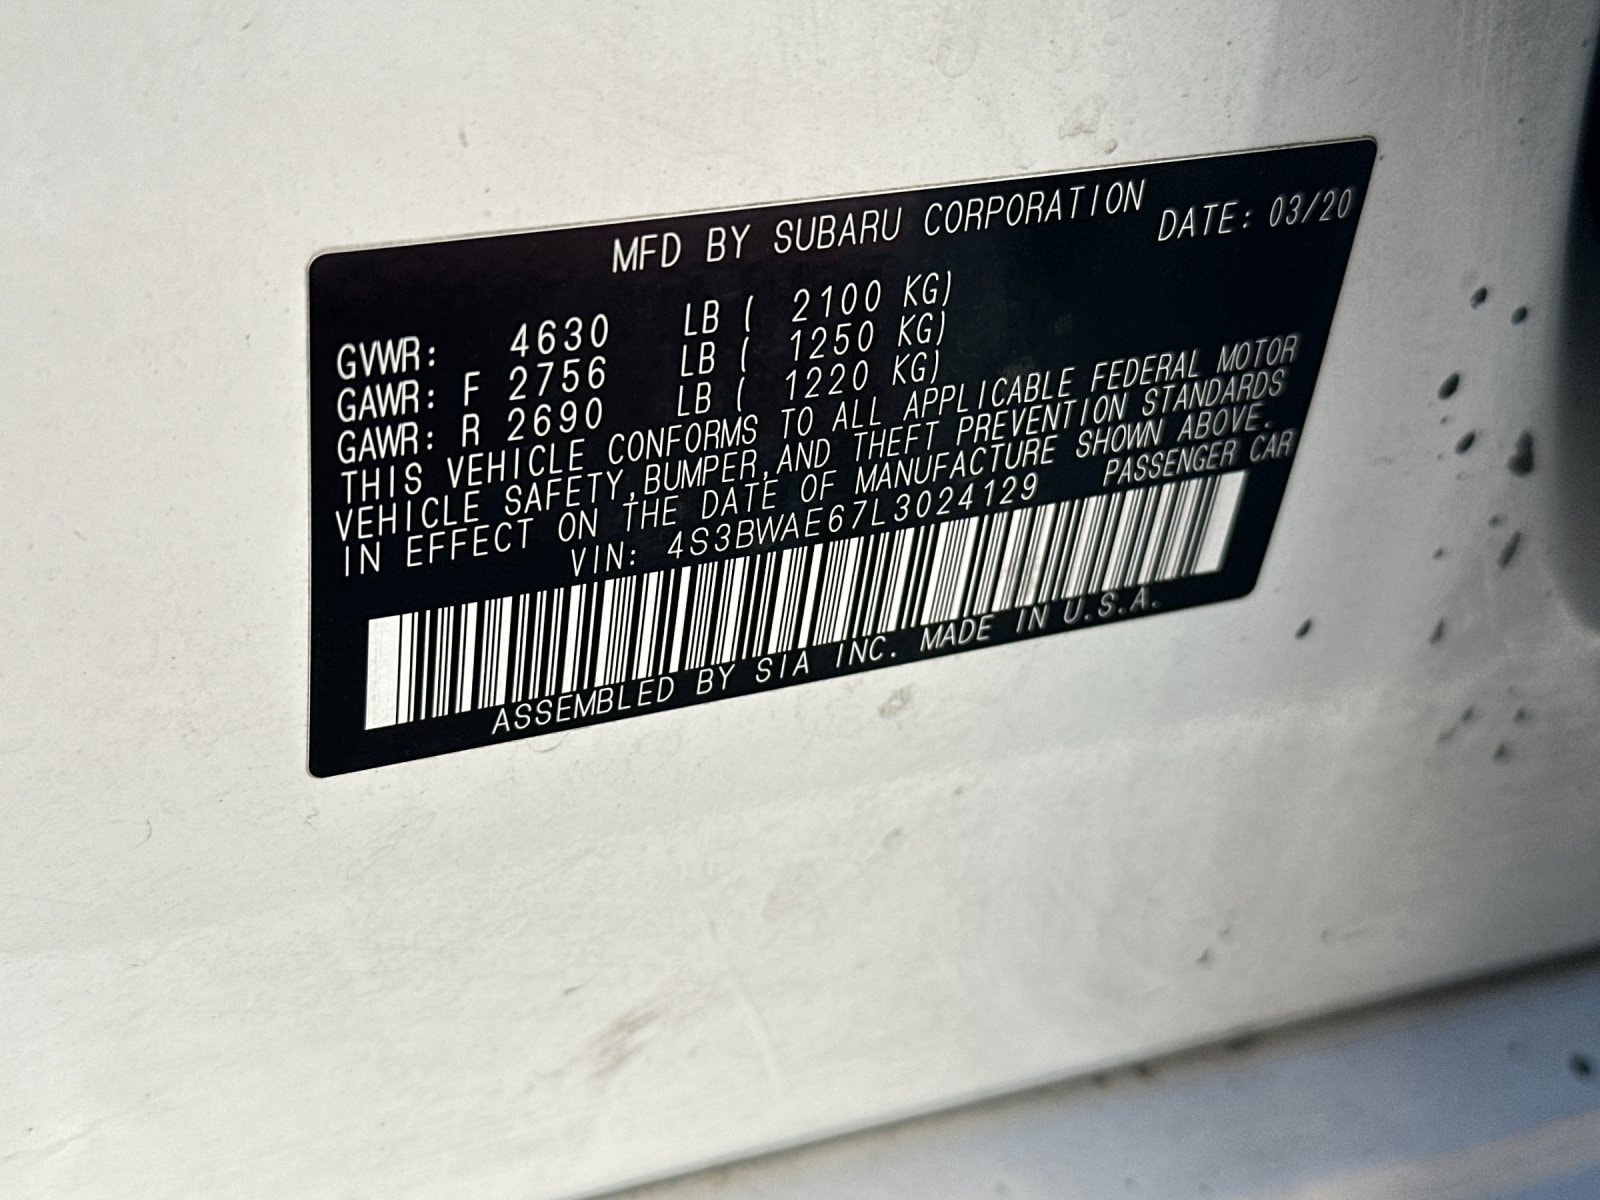 MFD BY SUBARU CORPORATION DATE: 03/20
GVWR: 4630 LB ( 2100 KG)
GAWR: F 2756 LB ( 1250 KG)
GAWR: R 2690 LB ( 1220 KG)
THIS VEHICLE CONFORMS TO ALL APPLICABLE FEDERAL MOTOR
VEHICLE SAFETY,BUMPER,AND THEFT PREVENTION STANDARDS
IN EFFECT ON THE DATE OF MANUFACTURE SHOWN ABOVE.
VIN: 4S3BWAE67L3024129 PASSENGER CAR
ASSEMBLED BY SIA INC. MADE IN U.S.A.